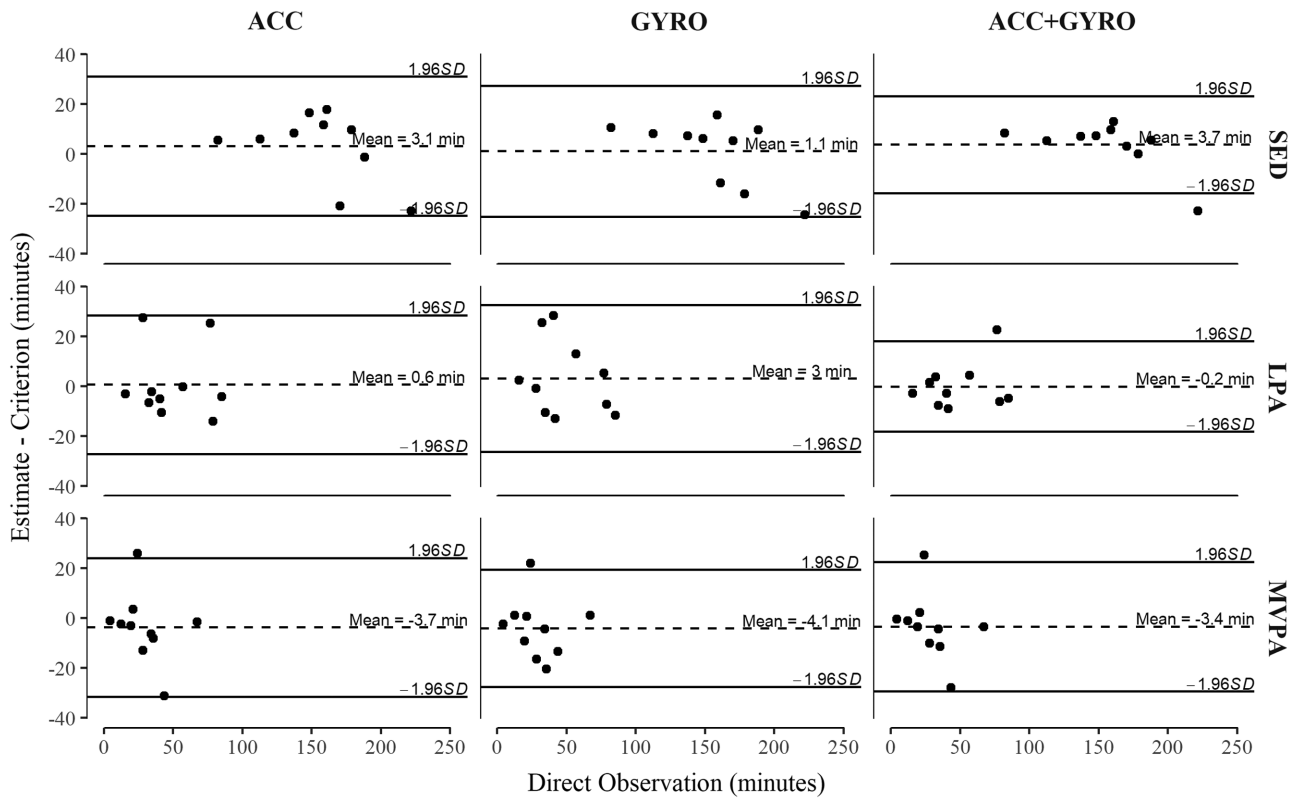 ACC GYRO ACC+GYRO
Estimate - Criterion (minutes)
40 1.96SD 1.96SD 1.96SD
20
0 Mean = 3.1 min Mean = 1.1 min Mean = 3.7 min
-20 −1.96SD −1.96SD −1.96SD
-40
SED
40 1.96SD 1.96SD 1.96SD
20
0 Mean = 0.6 min Mean = 3 min Mean = -0.2 min
-20 −1.96SD −1.96SD −1.96SD
-40
LPA
40 1.96SD 1.96SD 1.96SD
20
0 Mean = -3.7 min Mean = -4.1 min Mean = -3.4 min
-20 −1.96SD −1.96SD −1.96SD
-40
MVPA
0 50 100 150 200 250 0 50 100 150 200 250 0 50 100 150 200 250
Direct Observation (minutes)